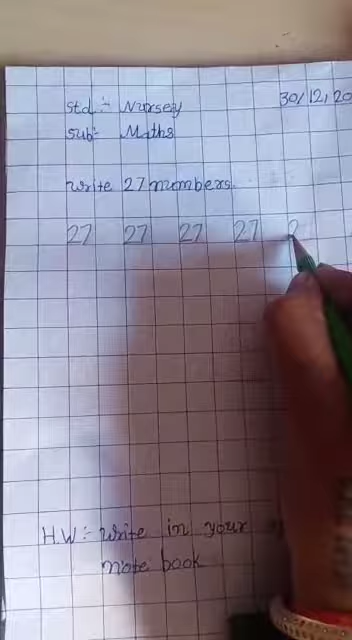 Std :- Nursery 30/12/20
Sub:- Maths
Write 27 numbers.
27 27 27 27 2
H.W :- Write in your
note book